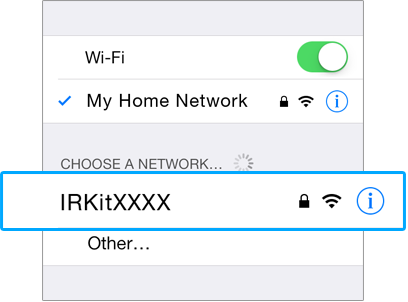 Wi-Fi
My Home Network
CHOOSE A NETWORK...
IRKitXXXX
Other...